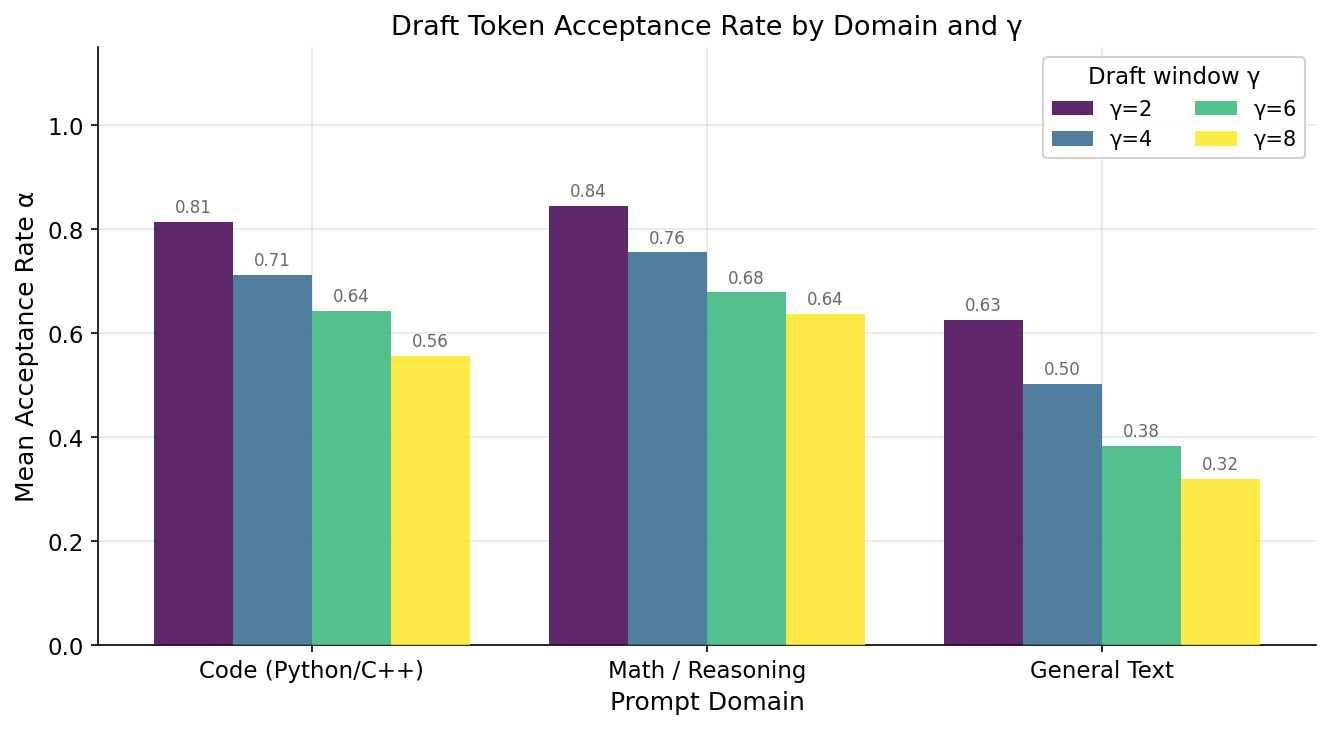 Draft Token Acceptance Rate by Domain and γ
Draft window γ
γ=2 γ=6
γ=4 γ=8
Mean Acceptance Rate α
1.0
0.8
0.6
0.4
0.2
0.0
0.81
0.71
0.64
0.56
0.84
0.76
0.68
0.64
0.63
0.50
0.38
0.32
Code (Python/C++) Math / Reasoning General Text
Prompt Domain